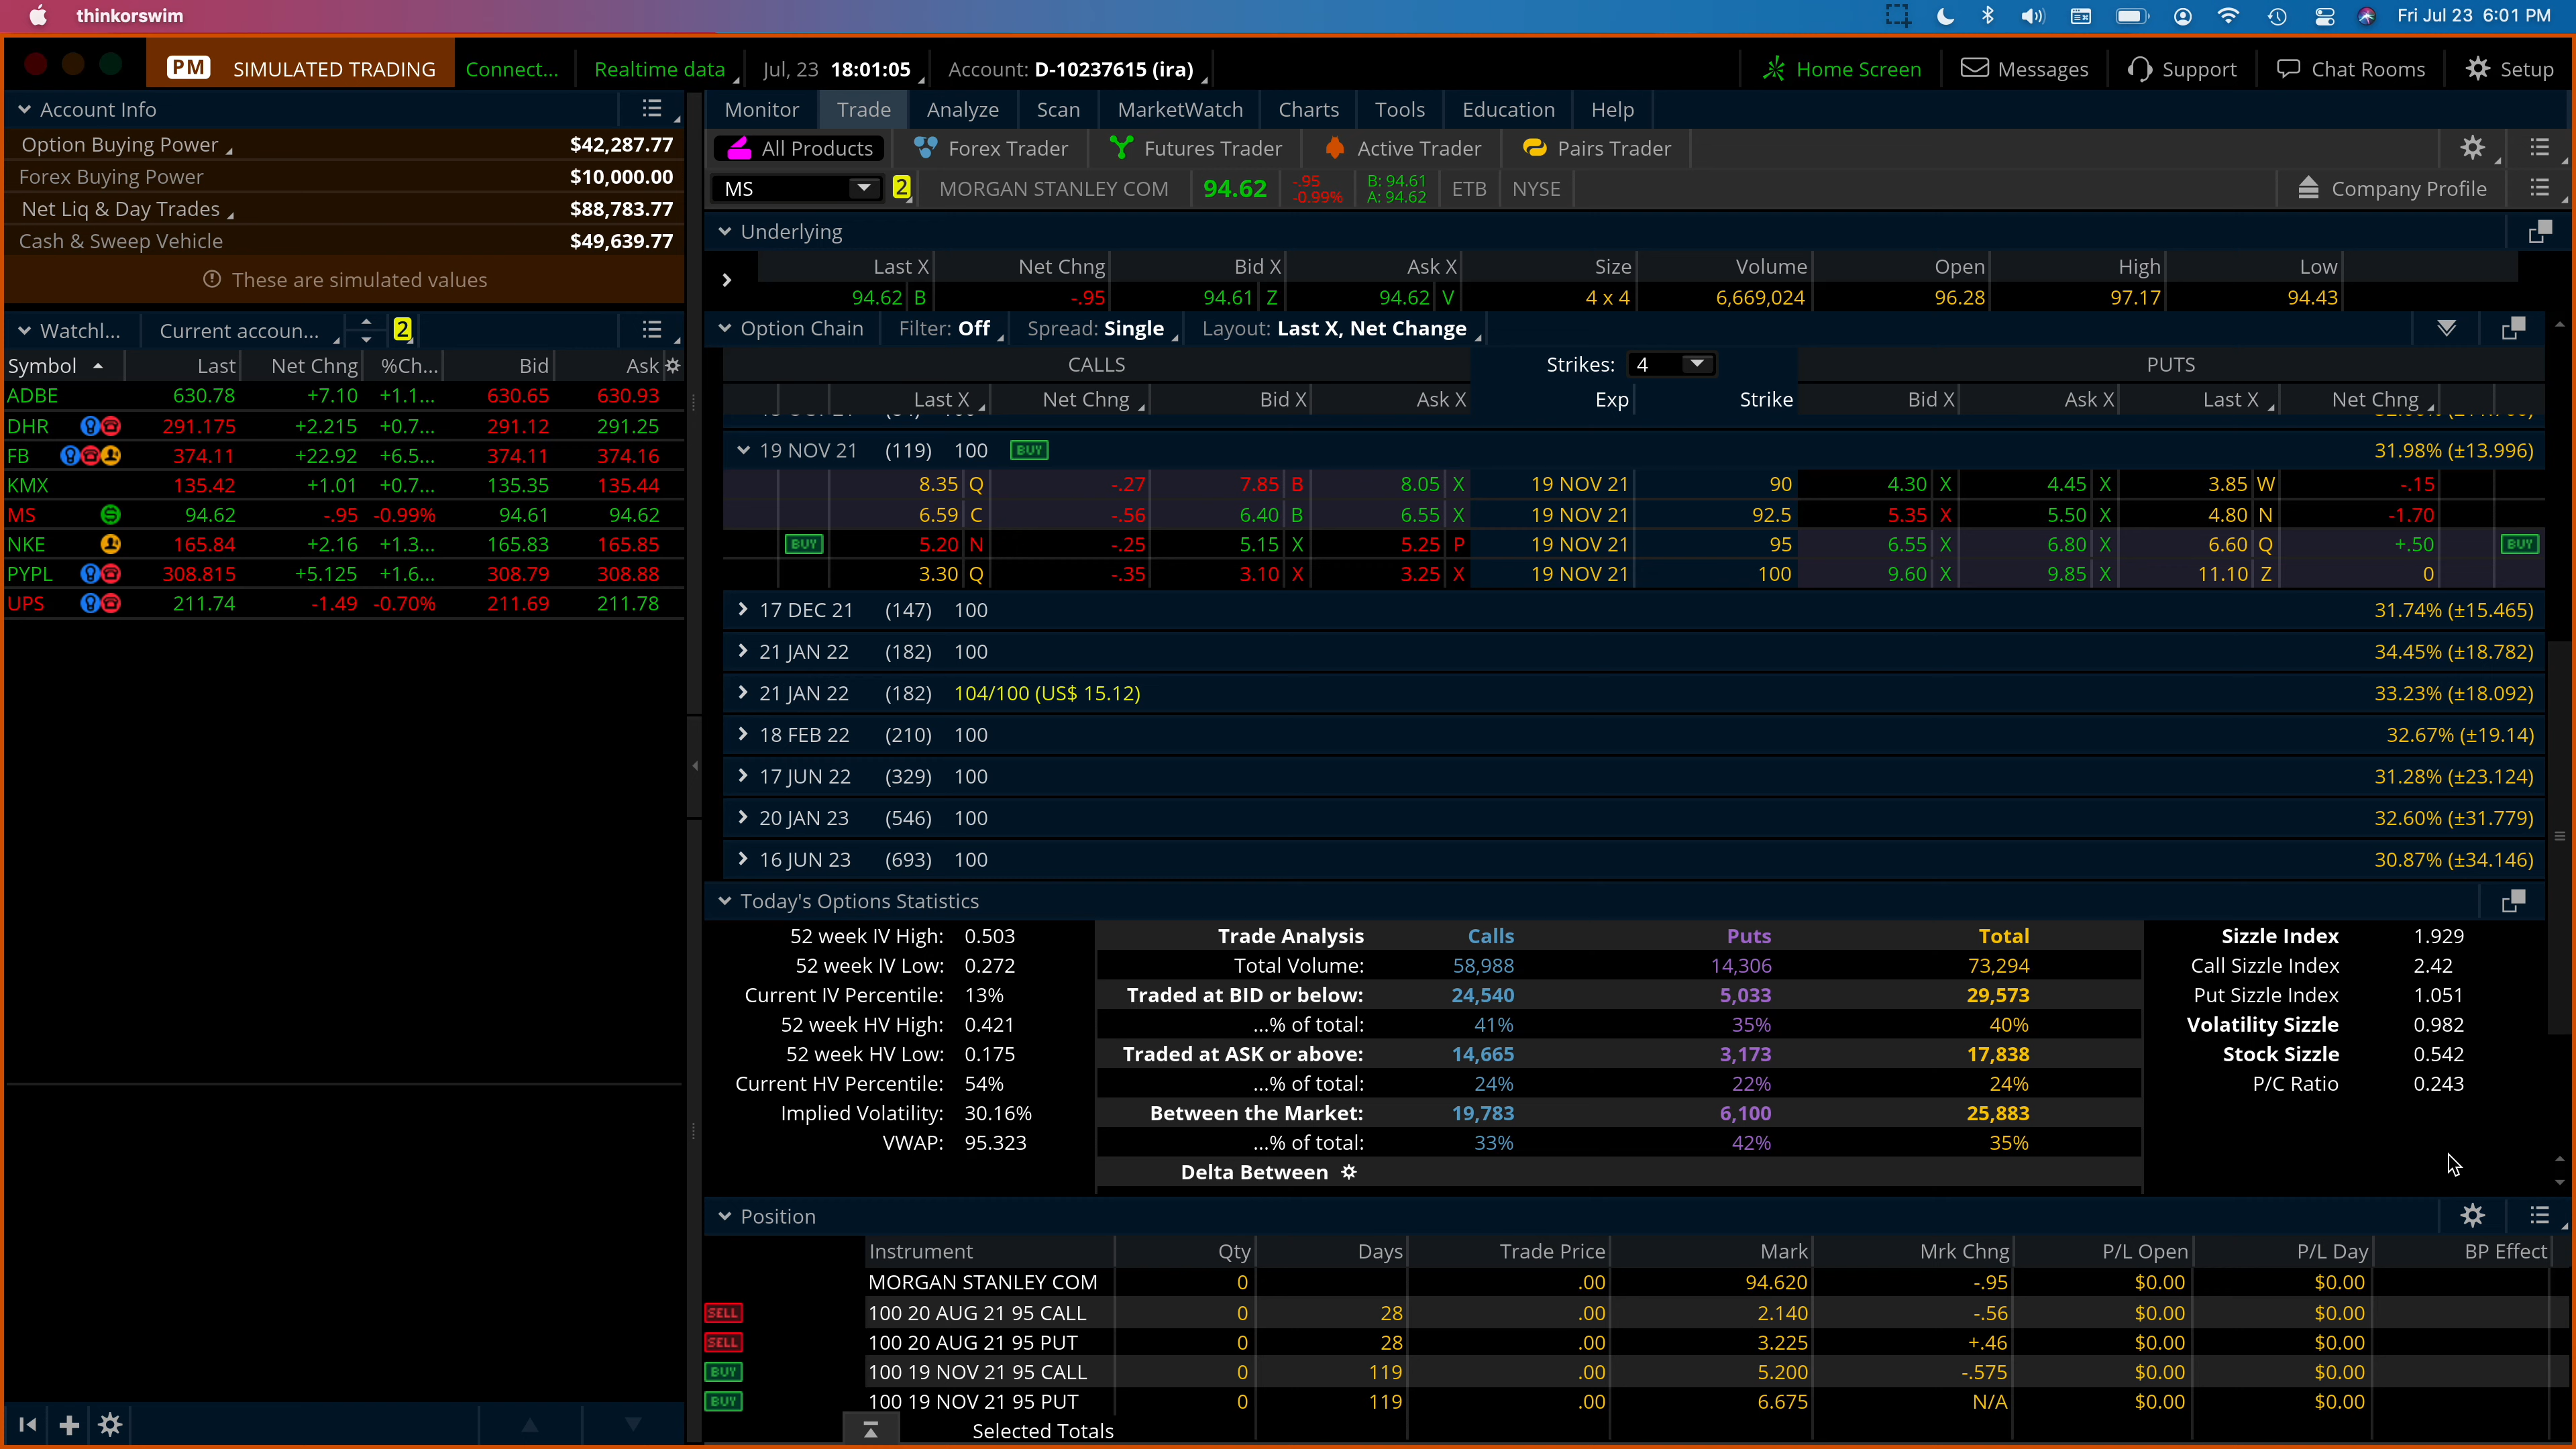 thinkorswim Fri Jul 23 6:01 PM
PM SIMULATED TRADING Connect... Realtime data Jul, 23 18:01:05 Account: D-10237615 (ira) Home Screen Messages Support Chat Rooms Setup
Account Info
Option Buying Power $42,287.77
Forex Buying Power $10,000.00
Net Liq & Day Trades $88,783.77
Cash & Sweep Vehicle $49,639.77
These are simulated values
Watchl... Current accoun... 2
Symbol Last Net Chng %Ch... Bid Ask
ADBE 630.78 +7.10 +1.1... 630.65 630.93
DHR 291.175 +2.215 +0.7... 291.12 291.25
FB 374.11 +22.92 +6.5... 374.11 374.16
KMX 135.42 +1.01 +0.7... 135.35 135.44
MS 94.62 -.95 -0.99% 94.61 94.62
NKE 165.84 +2.16 +1.3... 165.83 165.85
PYPL 308.815 +5.125 +1.6... 308.79 308.88
UPS 211.74 -1.49 -0.70% 211.69 211.78
Monitor Trade Analyze Scan MarketWatch Charts Tools Education Help
All Products Forex Trader Futures Trader Active Trader Pairs Trader
MS 2 MORGAN STANLEY COM 94.62 -.95 -0.99% B: 94.61 A: 94.62 ETB NYSE Company Profile
Underlying
Last X Net Chng Bid X Ask X Size Volume Open High Low
94.62 B -.95 94.61 Z 94.62 V 4 x 4 6,669,024 96.28 97.17 94.43
Option Chain Filter: Off Spread: Single Layout: Last X, Net Change
CALLS Strikes: 4 PUTS
Last X Net Chng Bid X Ask X Exp Strike Bid X Ask X Last X Net Chng
19 NOV 21 (119) 100 BUY 31.98% (±13.996)
8.35 Q -.27 7.85 B 8.05 X 19 NOV 21 90 4.30 X 4.45 X 3.85 W -.15
6.59 C -.56 6.40 B 6.55 X 19 NOV 21 92.5 5.35 X 5.50 X 4.80 N -1.70
BUY 5.20 N -.25 5.15 X 5.25 P 19 NOV 21 95 6.55 X 6.80 X 6.60 Q +.50 BUY
3.30 Q -.35 3.10 X 3.25 X 19 NOV 21 100 9.60 X 9.85 X 11.10 Z 0
17 DEC 21 (147) 100 31.74% (±15.465)
21 JAN 22 (182) 100 34.45% (±18.782)
21 JAN 22 (182) 104/100 (US$ 15.12) 33.23% (±18.092)
18 FEB 22 (210) 100 32.67% (±19.14)
17 JUN 22 (329) 100 31.28% (±23.124)
20 JAN 23 (546) 100 32.60% (±31.779)
16 JUN 23 (693) 100 30.87% (±34.146)
Today's Options Statistics
52 week IV High: 0.503 Trade Analysis Calls Puts Total Sizzle Index 1.929
52 week IV Low: 0.272 Total Volume: 58,988 14,306 73,294 Call Sizzle Index 2.42
Current IV Percentile: 13% Traded at BID or below: 24,540 5,033 29,573 Put Sizzle Index 1.051
52 week HV High: 0.421 ...% of total: 41% 35% 40% Volatility Sizzle 0.982
52 week HV Low: 0.175 Traded at ASK or above: 14,665 3,173 17,838 Stock Sizzle 0.542
Current HV Percentile: 54% ...% of total: 24% 22% 24% P/C Ratio 0.243
Implied Volatility: 30.16% Between the Market: 19,783 6,100 25,883
VWAP: 95.323 ...% of total: 33% 42% 35%
Delta Between
Position
Instrument Qty Days Trade Price Mark Mrk Chng P/L Open P/L Day BP Effect
MORGAN STANLEY COM 0 .00 94.620 -.95 $0.00 $0.00
SELL 100 20 AUG 21 95 CALL 0 28 .00 2.140 -.56 $0.00 $0.00
SELL 100 20 AUG 21 95 PUT 0 28 .00 3.225 +.46 $0.00 $0.00
BUY 100 19 NOV 21 95 CALL 0 119 .00 5.200 -.575 $0.00 $0.00
BUY 100 19 NOV 21 95 PUT 0 119 .00 6.675 N/A $0.00 $0.00
Selected Totals